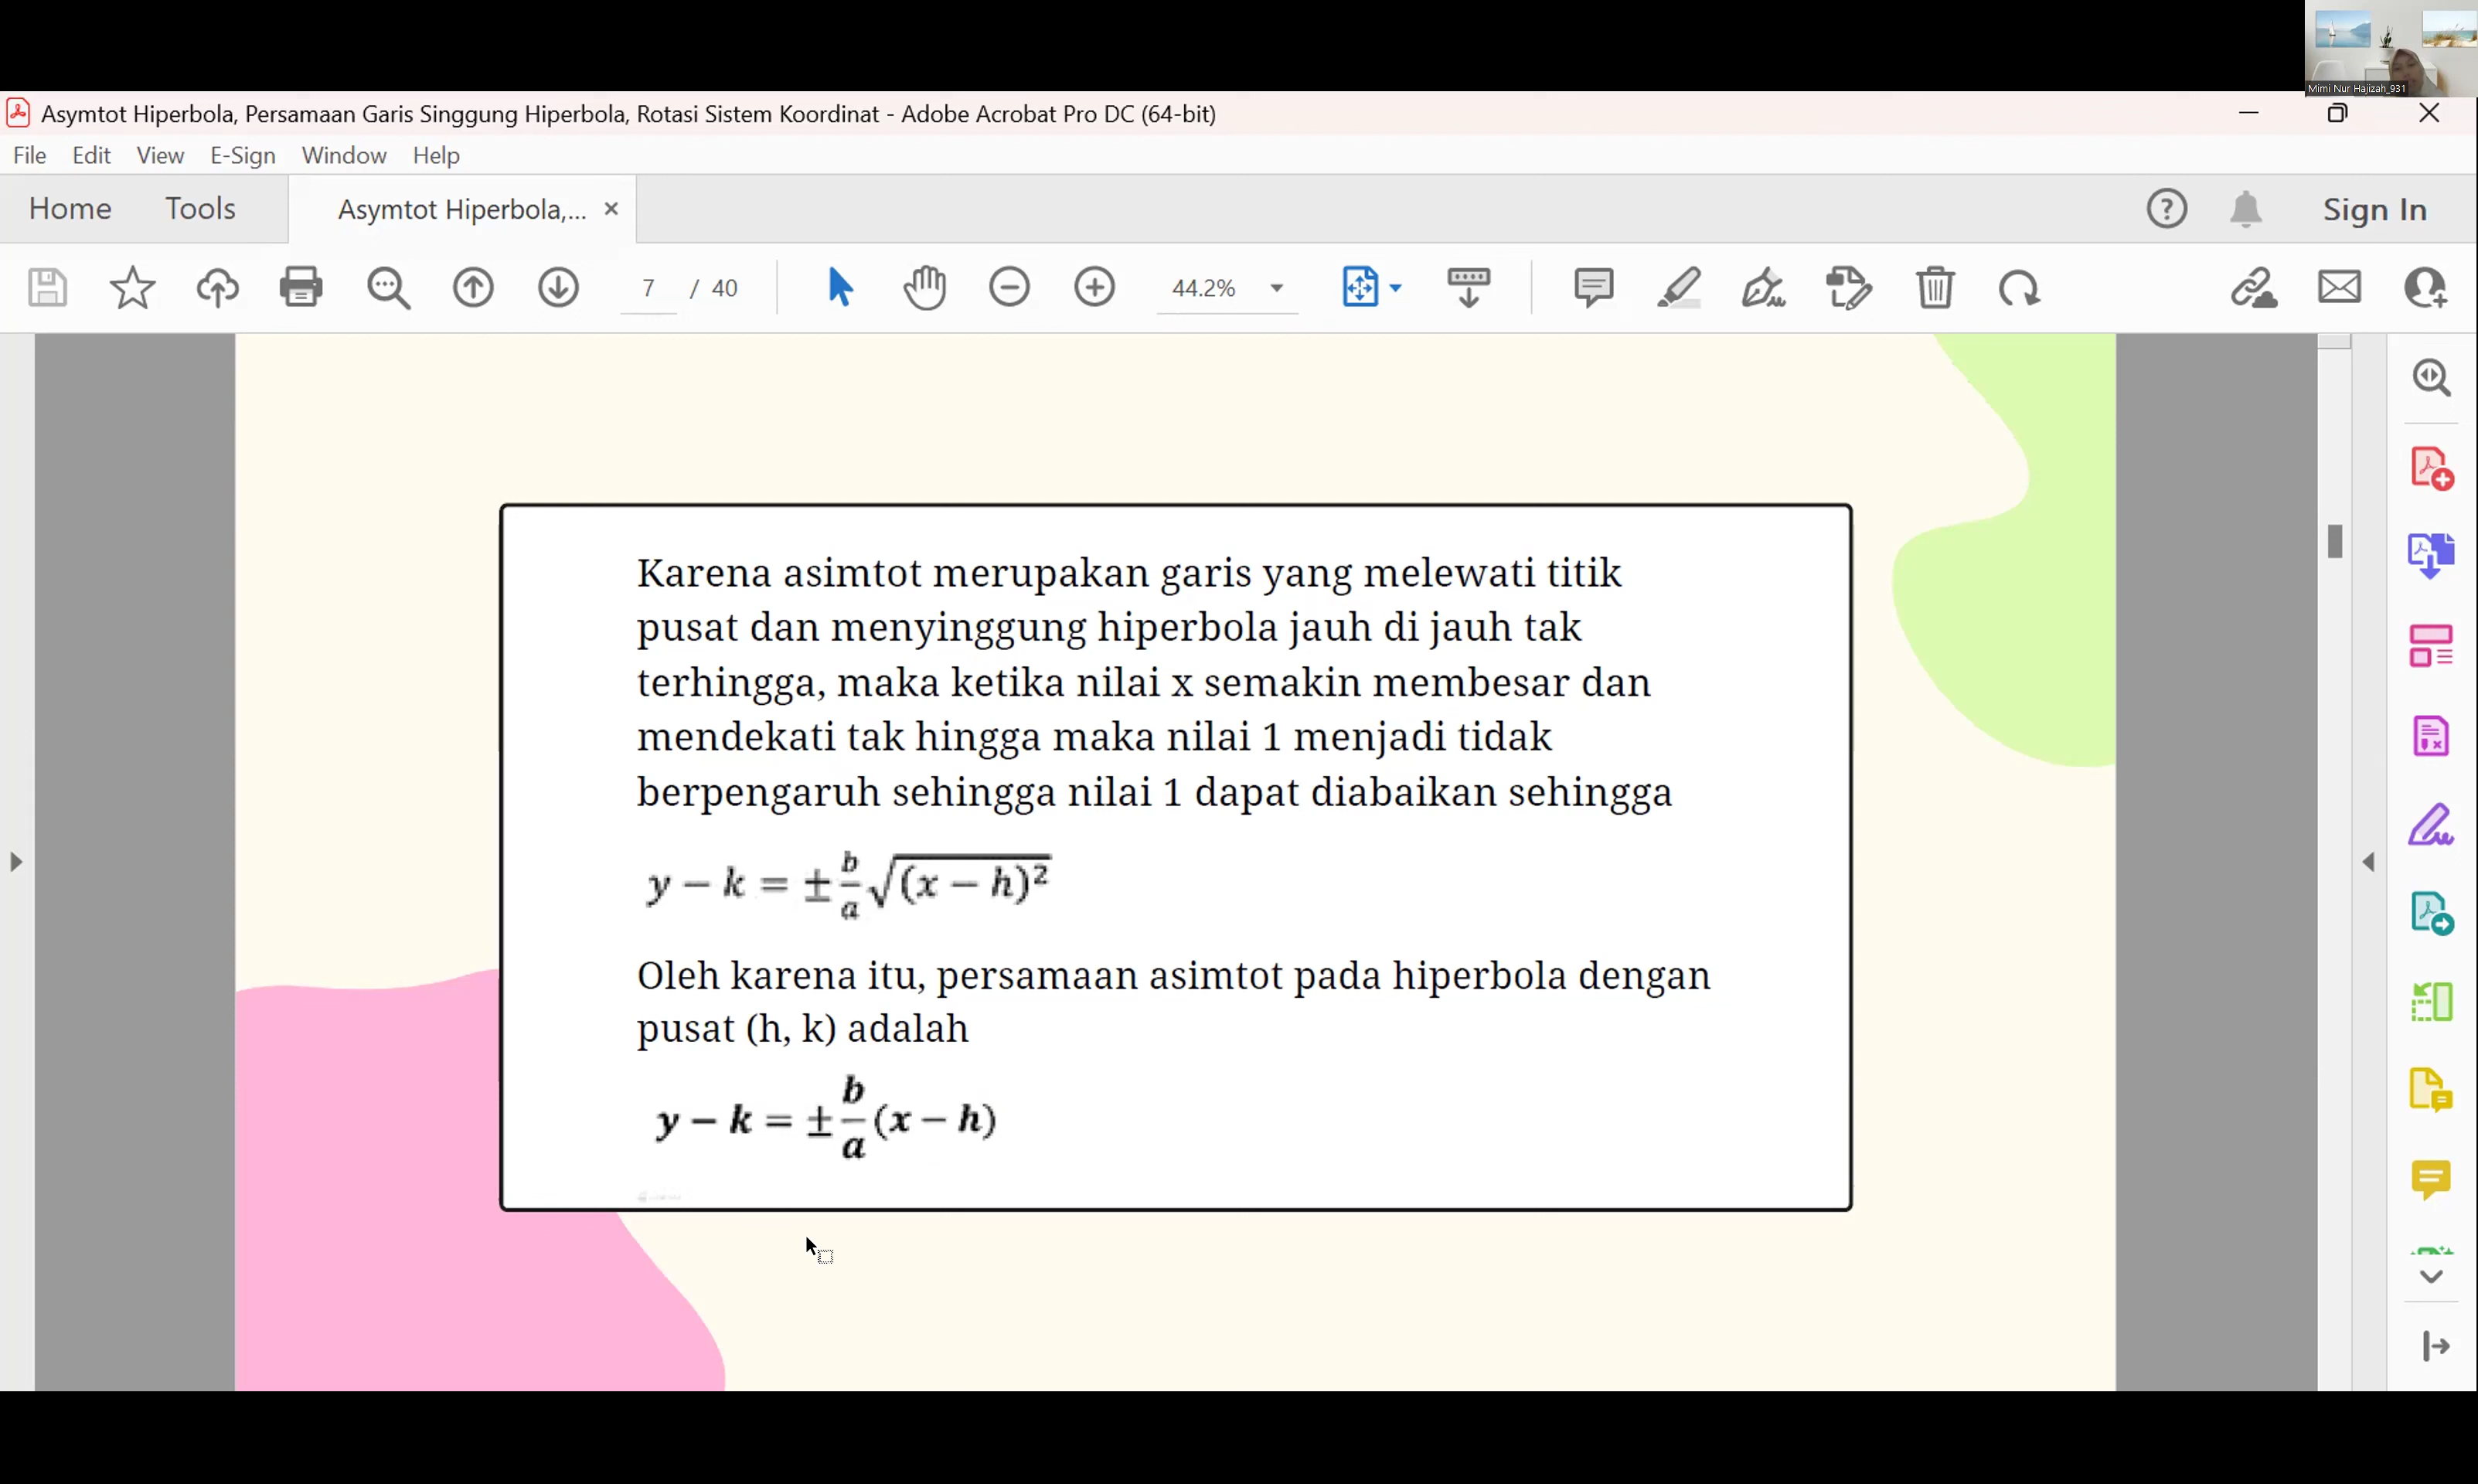 Mimi Nur Hajizah_931
Asymtot Hiperbola, Persamaan Garis Singgung Hiperbola, Rotasi Sistem Koordinat - Adobe Acrobat Pro DC (64-bit)
File Edit View E-Sign Window Help
Home Tools Asymtot Hiperbola,... × Sign In
7 / 40 44.2%
Karena asimtot merupakan garis yang melewati titik
pusat dan menyinggung hiperbola jauh di jauh tak
terhingga, maka ketika nilai x semakin membesar dan
mendekati tak hingga maka nilai 1 menjadi tidak
berpengaruh sehingga nilai 1 dapat diabaikan sehingga
y − k = ± b/a √(x − h)²
Oleh karena itu, persamaan asimtot pada hiperbola dengan
pusat (h, k) adalah
y − k = ± b/a (x − h)